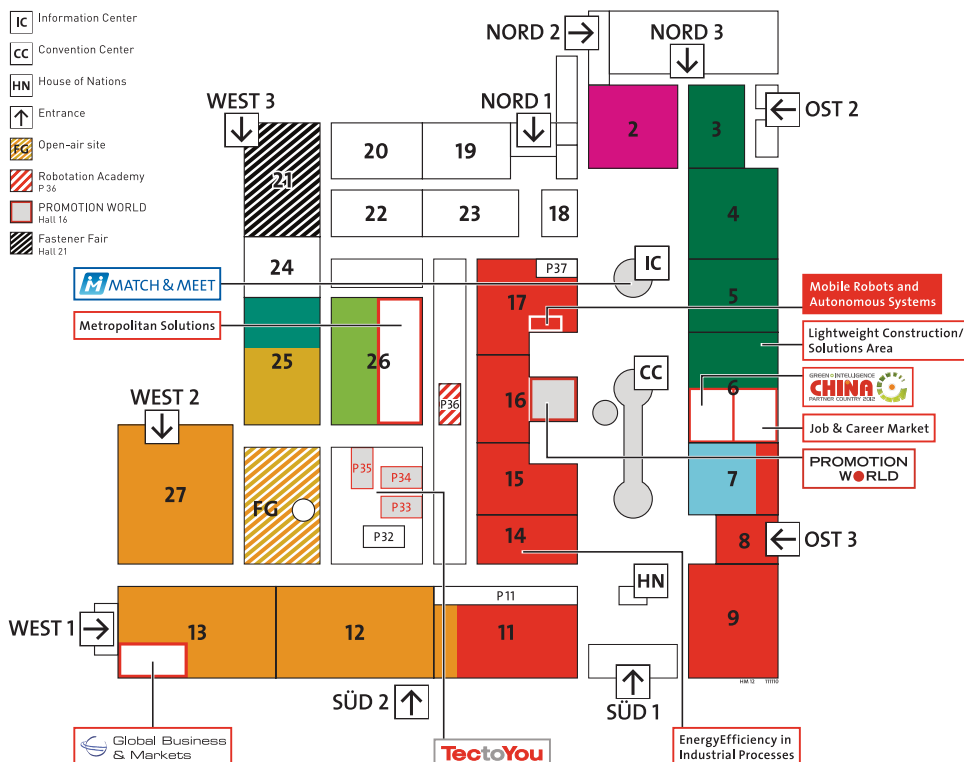 IC Information Center
CC Convention Center
HN House of Nations
Entrance
FG Open-air site
Robotation Academy
P 36
PROMOTION WORLD
Hall 16
Fastener Fair
Hall 21
NORD 2
NORD 3
WEST 3
NORD 1
OST 2
2
3
20
19
21
22
23
18
4
24
IC
P37
17
5
MATCH & MEET
Mobile Robots and
Autonomous Systems
Metropolitan Solutions
Lightweight Construction/
Solutions Area
25
26
CC
6
GREEN INTELLIGENCE
CHINA
PARTNER COUNTRY 2012
WEST 2
P36
16
Job & Career Market
PROMOTION
WORLD
27
FG
P35
P34
P33
P32
15
7
14
8
OST 3
HN
P11
WEST 1
13
12
11
9
HM 12 111110
SÜD 2
SÜD 1
Global Business
& Markets
TectoYou
EnergyEfficiency in
Industrial Processes